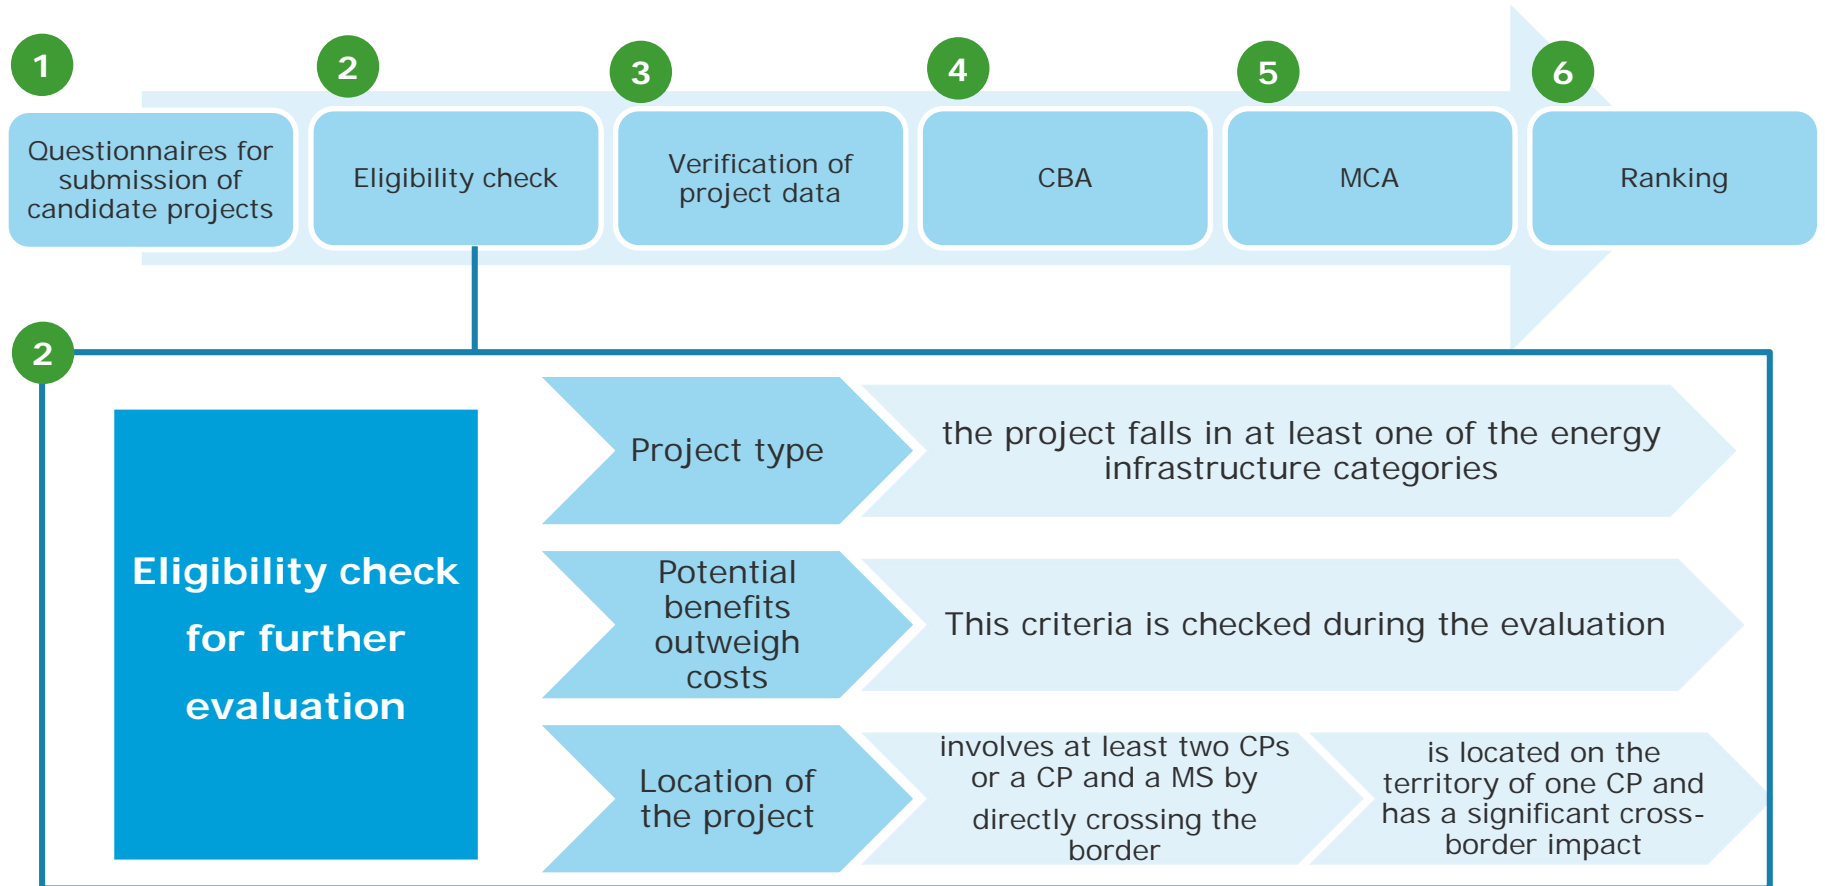 1
2
3
4
5
6
Questionnaires for
submission of
candidate projects
Eligibility check
Verification of
project data
CBA
MCA
Ranking
2
Eligibility check
for further
evaluation
Project type
the project falls in at least one of the energy
infrastructure categories
Potential
benefits
outweigh
costs
This criteria is checked during the evaluation
Location of
the project
involves at least two CPs
or a CP and a MS by
directly crossing the
border
is located on the
territory of one CP and
has a significant cross-
border impact